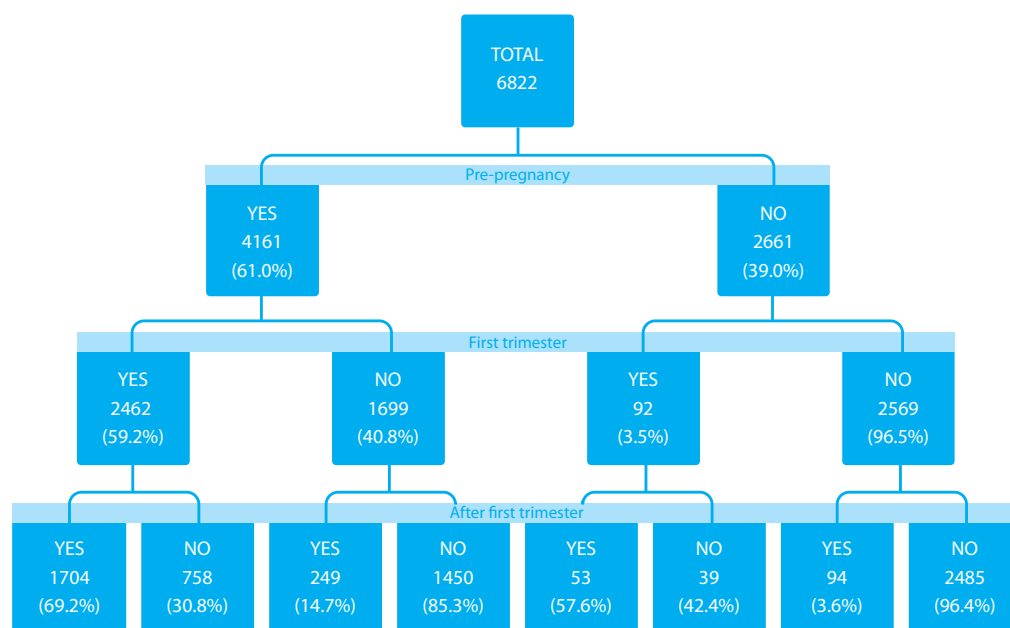 TOTAL
6822
Pre-pregnancy
YES
4161
(61.0%)
NO
2661
(39.0%)
First trimester
YES
2462
(59.2%)
NO
1699
(40.8%)
YES
92
(3.5%)
NO
2569
(96.5%)
After first trimester
YES
1704
(69.2%)
NO
758
(30.8%)
YES
249
(14.7%)
NO
1450
(85.3%)
YES
53
(57.6%)
NO
39
(42.4%)
YES
94
(3.6%)
NO
2485
(96.4%)